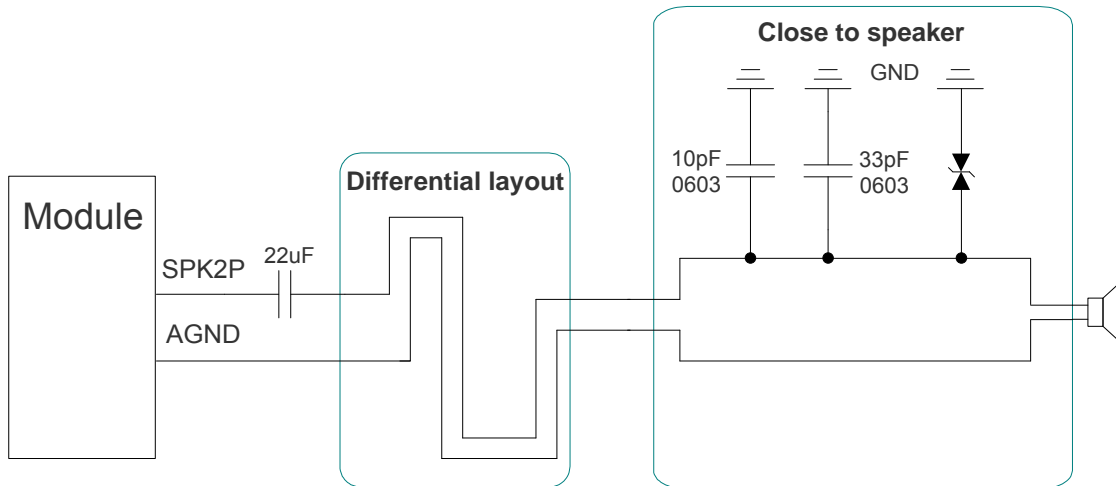 Close to speaker
GND
10pF
0603
33pF
0603
Differential layout
Module
SPK2P
22uF
AGND